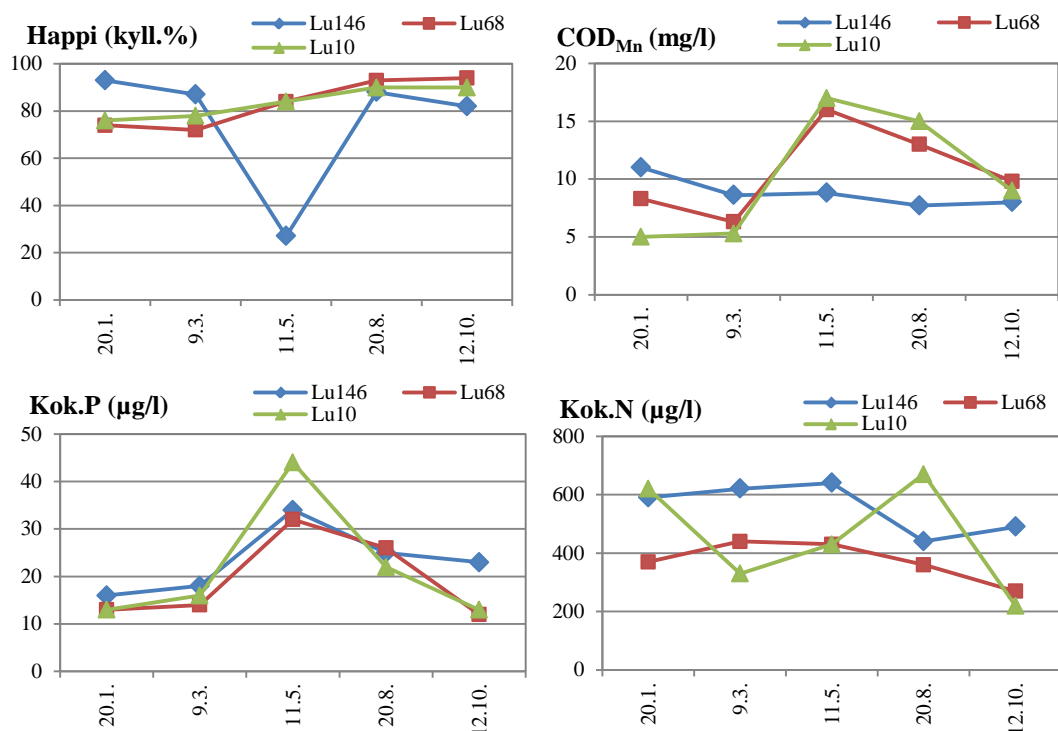 Happi (kyll.%)
Lu146
Lu68
Lu10
100
80
60
40
20
0
20.1.
9.3.
11.5.
20.8.
12.10.
COD_Mn (mg/l)
Lu146
Lu68
Lu10
20
15
10
5
0
20.1.
9.3.
11.5.
20.8.
12.10.
Kok.P (µg/l)
Lu146
Lu68
Lu10
50
40
30
20
10
0
20.1.
9.3.
11.5.
20.8.
12.10.
Kok.N (µg/l)
Lu146
Lu68
Lu10
800
600
400
200
0
20.1.
9.3.
11.5.
20.8.
12.10.